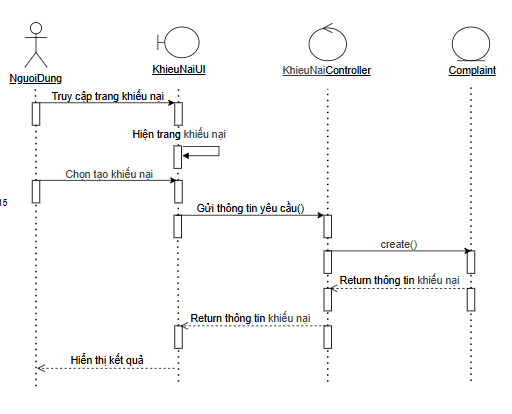 NguoiDung
KhieuNaiUI
KhieuNaiController
Complaint
Truy cập trang khiếu nại
Hiện trang khiếu nại
Chọn tạo khiếu nại
15
Gửi thông tin yêu cầu()
create()
Return thông tin khiếu nại
Return thông tin khiếu nại
Hiển thị kết quả